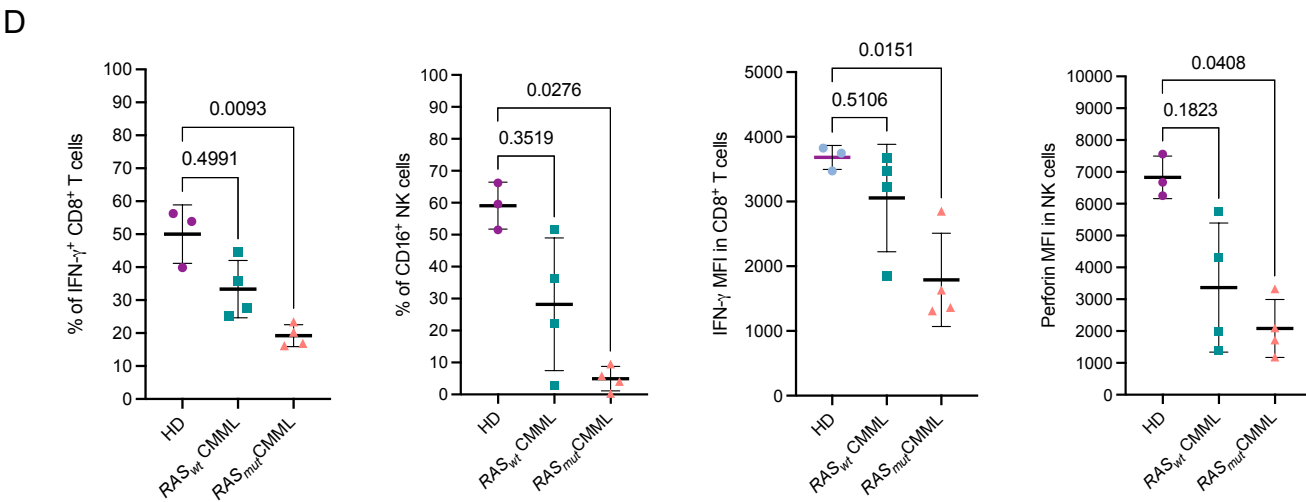 D
% of IFN-γ⁺ CD8⁺ T cells
100
90
80
70
60
50
40
30
20
10
0
0.0093
0.4991
HD
RASwt CMML
RASmutCMML
% of CD16⁺ NK cells
100
90
80
70
60
50
40
30
20
10
0
0.0276
0.3519
HD
RASwt CMML
RASmutCMML
IFN-γ MFI in CD8⁺ T cells
5000
4000
3000
2000
1000
0
0.0151
0.5106
HD
RASwt CMML
RASmutCMML
Perforin MFI in NK cells
10000
9000
8000
7000
6000
5000
4000
3000
2000
1000
0
0.0408
0.1823
HD
RASwt CMML
RASmutCMML